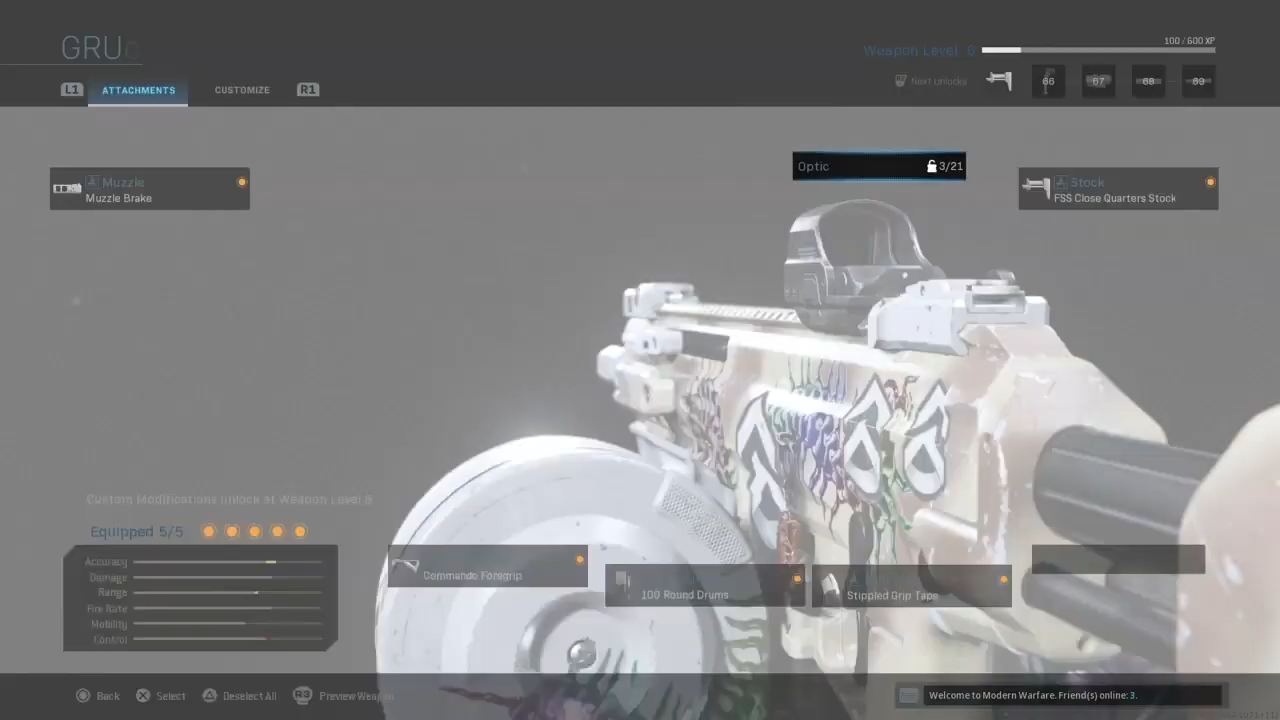 GRU
Weapon Level 6
100 / 600 XP
L1 ATTACHMENTS CUSTOMIZE R1
Next Unlocks
66 67 68 69
Optic 3/21
Muzzle
Muzzle Brake
Stock
FSS Close Quarters Stock
Custom Modifications Unlock at Weapon Level 6
Equipped 5/5
Accuracy
Damage
Range
Fire Rate
Mobility
Control
Commando Foregrip
100 Round Drums
Stippled Grip Tape
Back Select Deselect All R3 Preview Weapon
Welcome to Modern Warfare. Friend(s) online: 3.